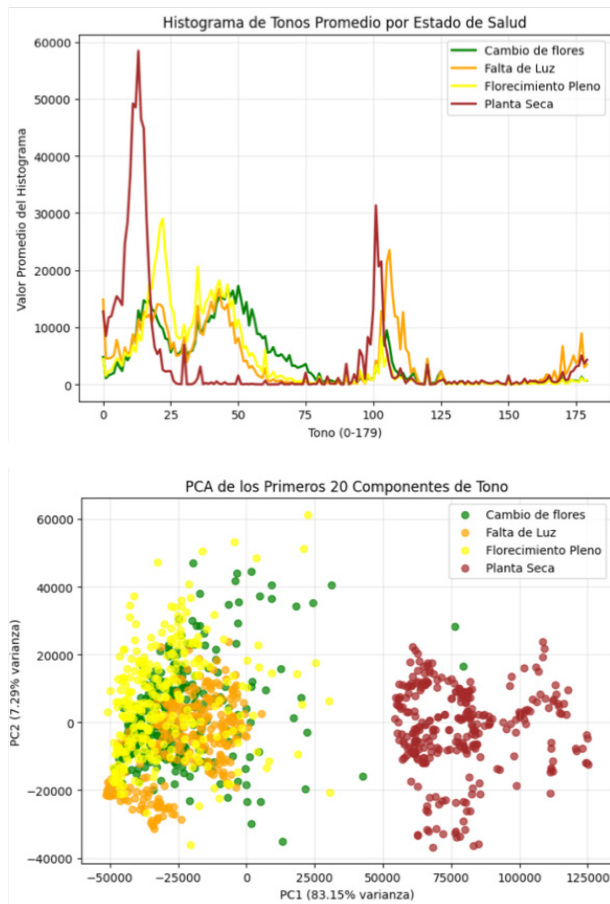 Histograma de Tonos Promedio por Estado de Salud
60000
50000
40000
30000
20000
10000
0
Valor Promedio del Histograma
Cambio de flores
Falta de Luz
Florecimiento Pleno
Planta Seca
0 25 50 75 100 125 150 175
Tono (0-179)
PCA de los Primeros 20 Componentes de Tono
60000
40000
20000
0
−20000
−40000
PC2 (7.29% varianza)
Cambio de flores
Falta de Luz
Florecimiento Pleno
Planta Seca
−50000 −25000 0 25000 50000 75000 100000 125000
PC1 (83.15% varianza)